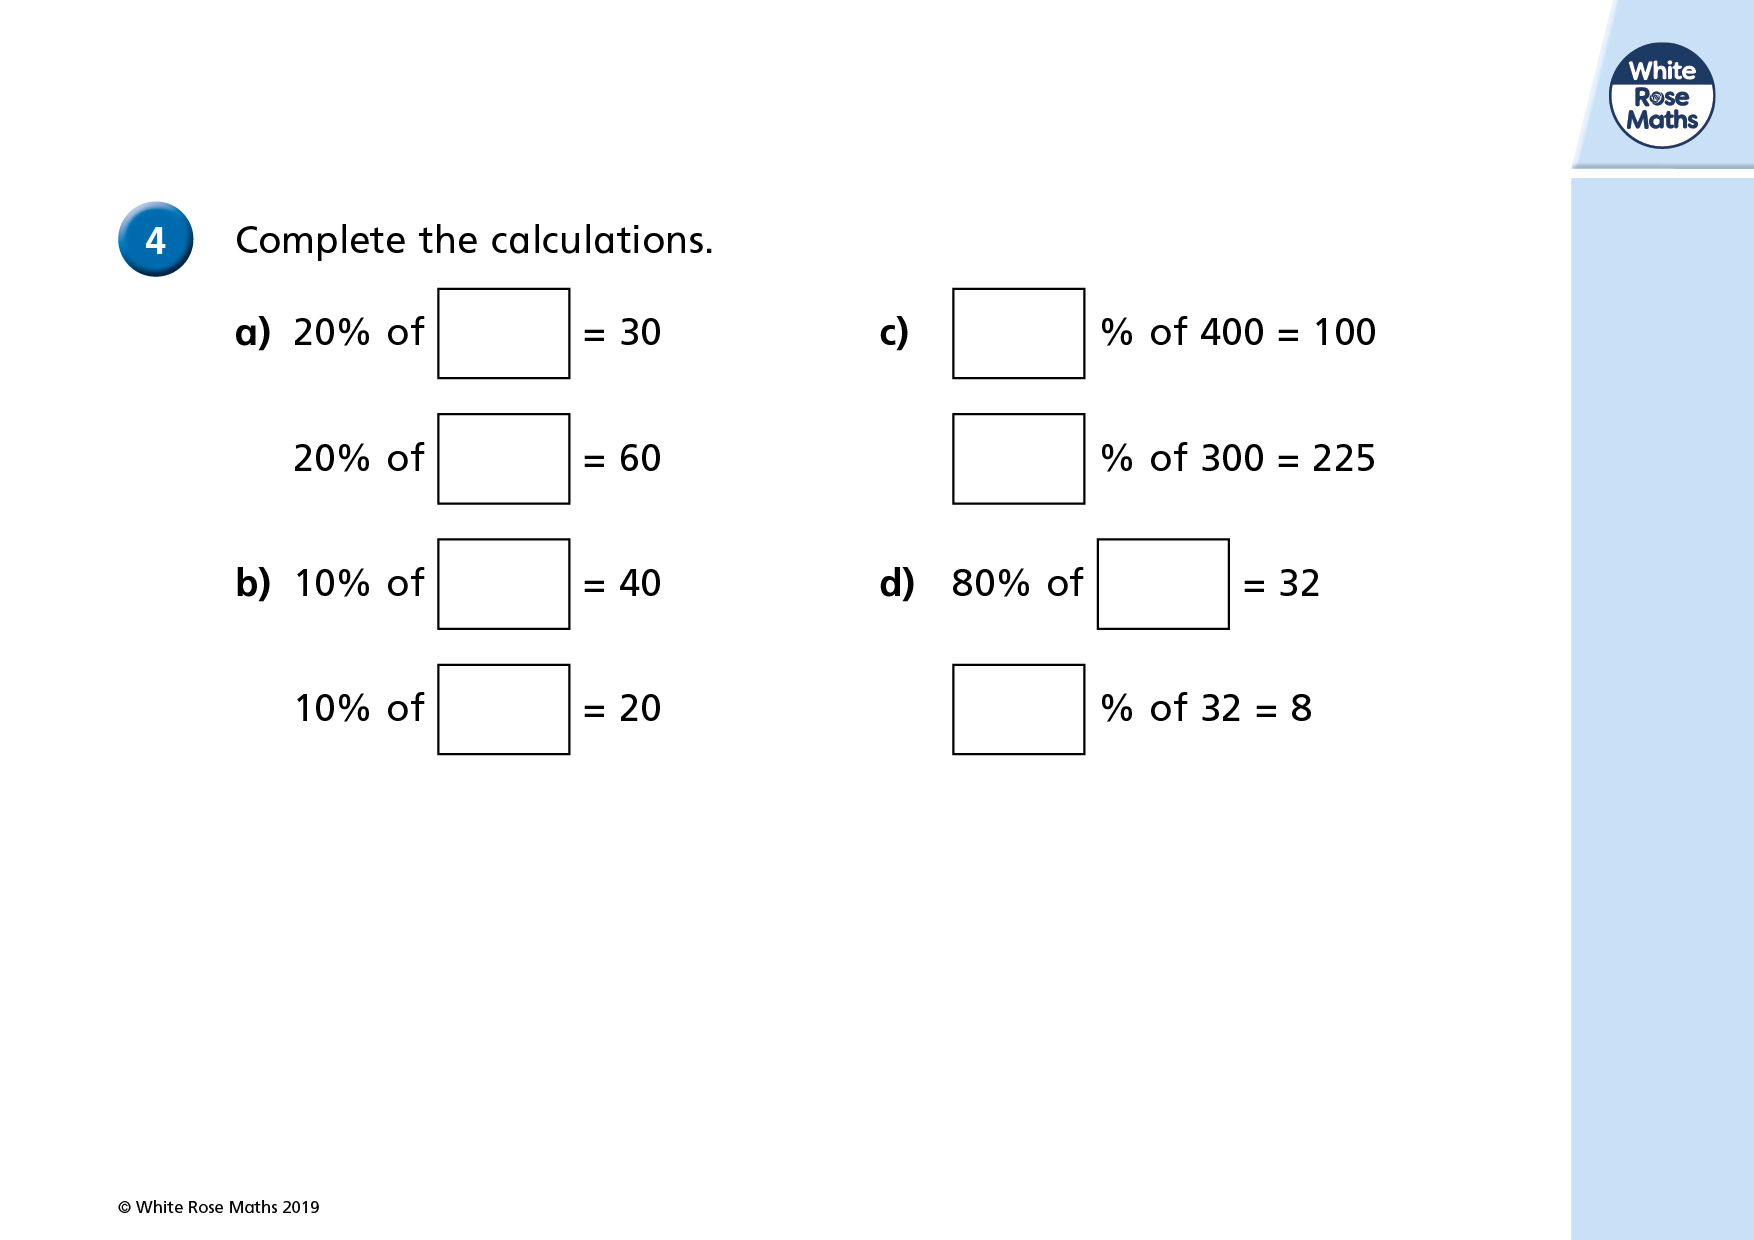 White
Rose
Maths
4 Complete the calculations.
a) 20% of = 30
20% of = 60
b) 10% of = 40
10% of = 20
c) % of 400 = 100
% of 300 = 225
d) 80% of = 32
% of 32 = 8
© White Rose Maths 2019